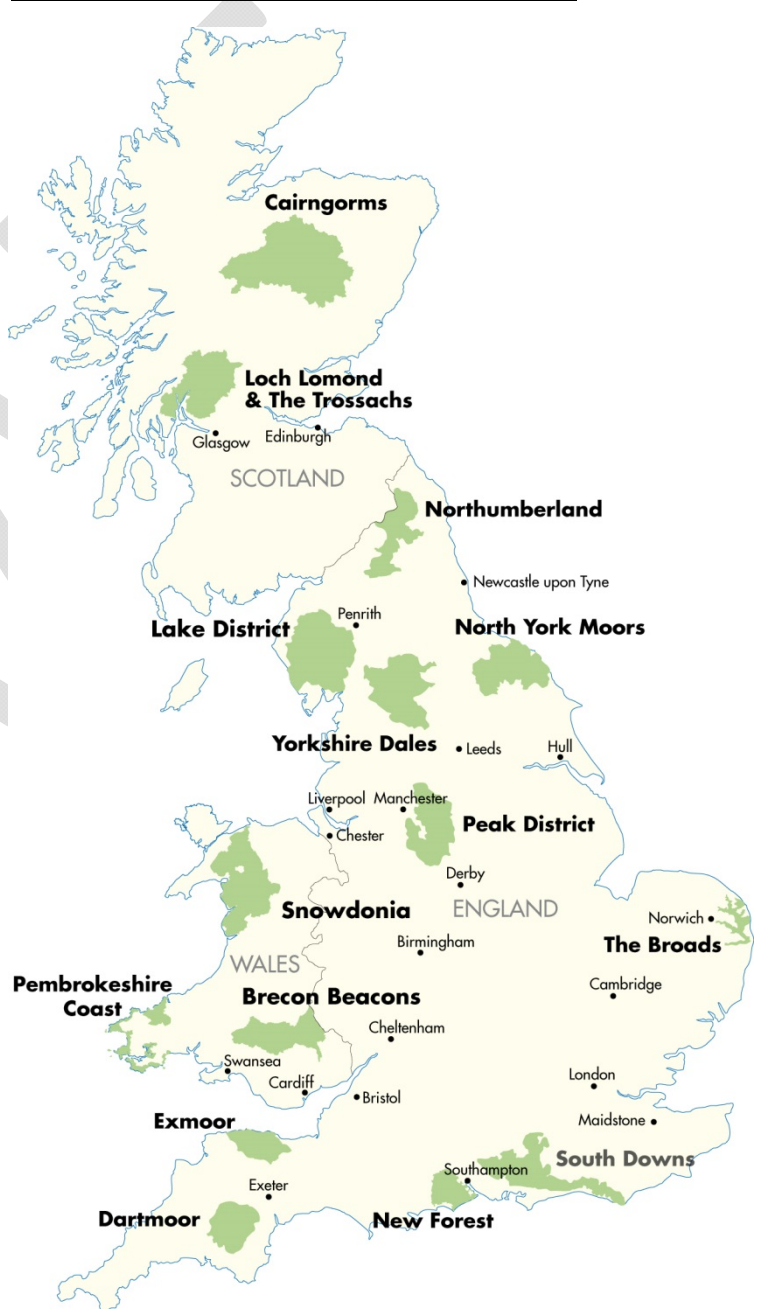 Cairngorms
Loch Lomond
& The Trossachs
Glasgow
Edinburgh
SCOTLAND
Northumberland
Newcastle upon Tyne
Penrith
Lake District
North York Moors
Yorkshire Dales
Leeds
Hull
Liverpool
Manchester
Chester
Peak District
Derby
Snowdonia
ENGLAND
Norwich
The Broads
Birmingham
WALES
Pembrokeshire
Coast
Brecon Beacons
Cambridge
Cheltenham
Swansea
Cardiff
Bristol
London
Maidstone
Exmoor
South Downs
Southampton
Exeter
Dartmoor
New Forest